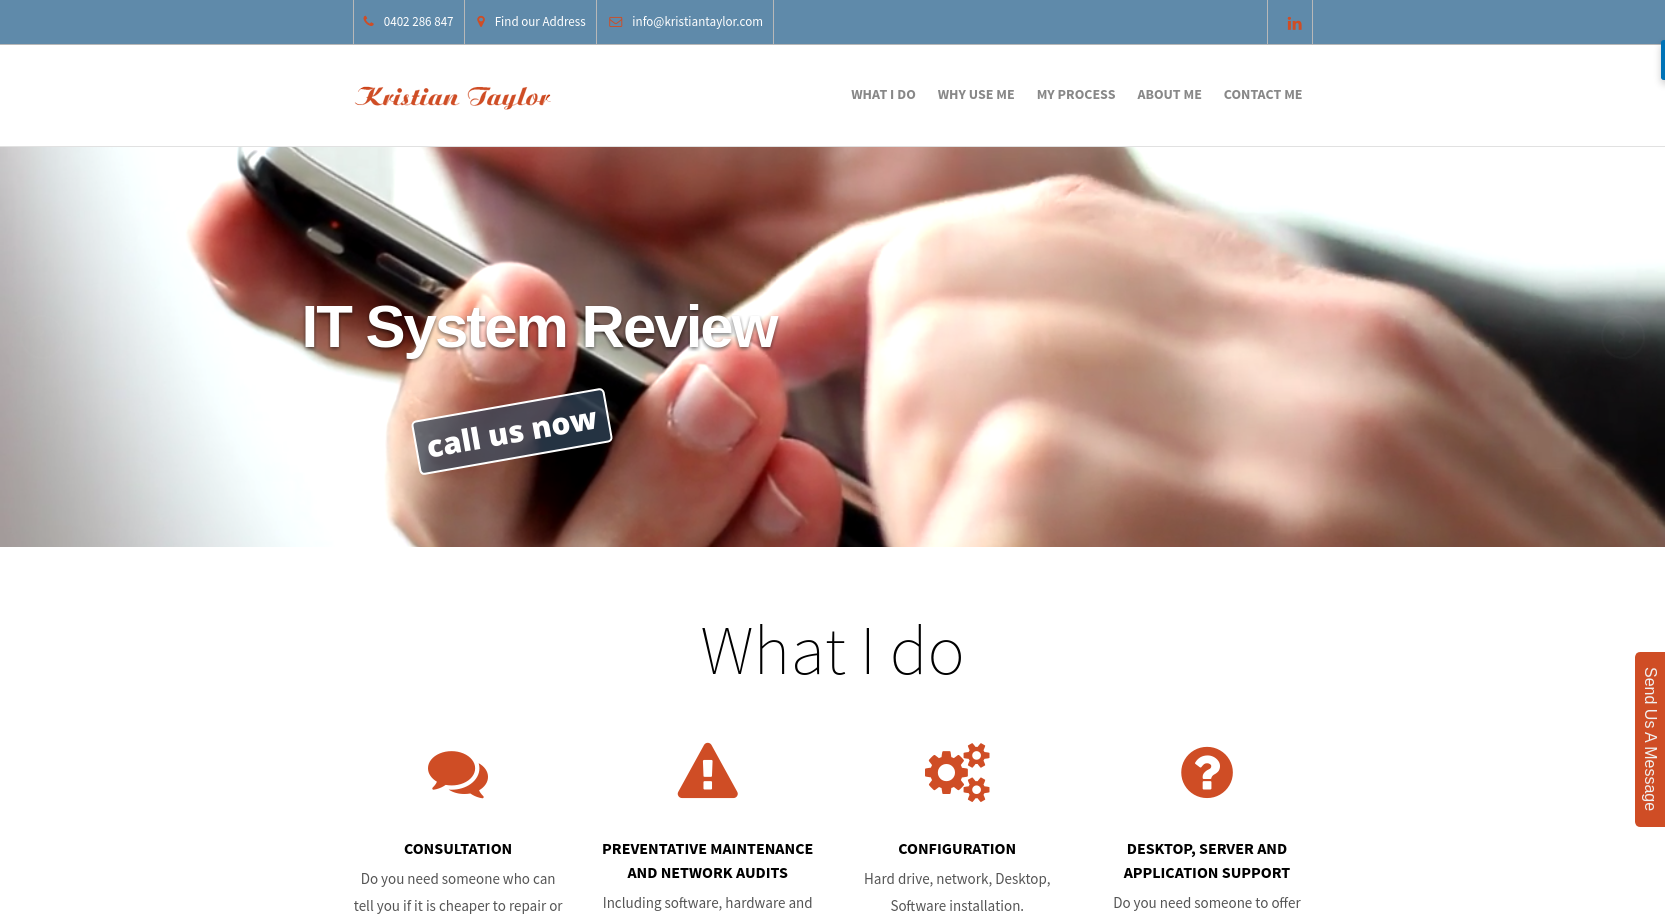 0402 286 847
Find our Address
info@kristiantaylor.com
Kristian Taylor
WHAT I DO
WHY USE ME
MY PROCESS
ABOUT ME
CONTACT ME
IT System Review
call us now
What I do
Send Us A Message
CONSULTATION
Do you need someone who can
tell you if it is cheaper to repair or
PREVENTATIVE MAINTENANCE
AND NETWORK AUDITS
Including software, hardware and
CONFIGURATION
Hard drive, network, Desktop,
Software installation.
DESKTOP, SERVER AND
APPLICATION SUPPORT
Do you need someone to offer